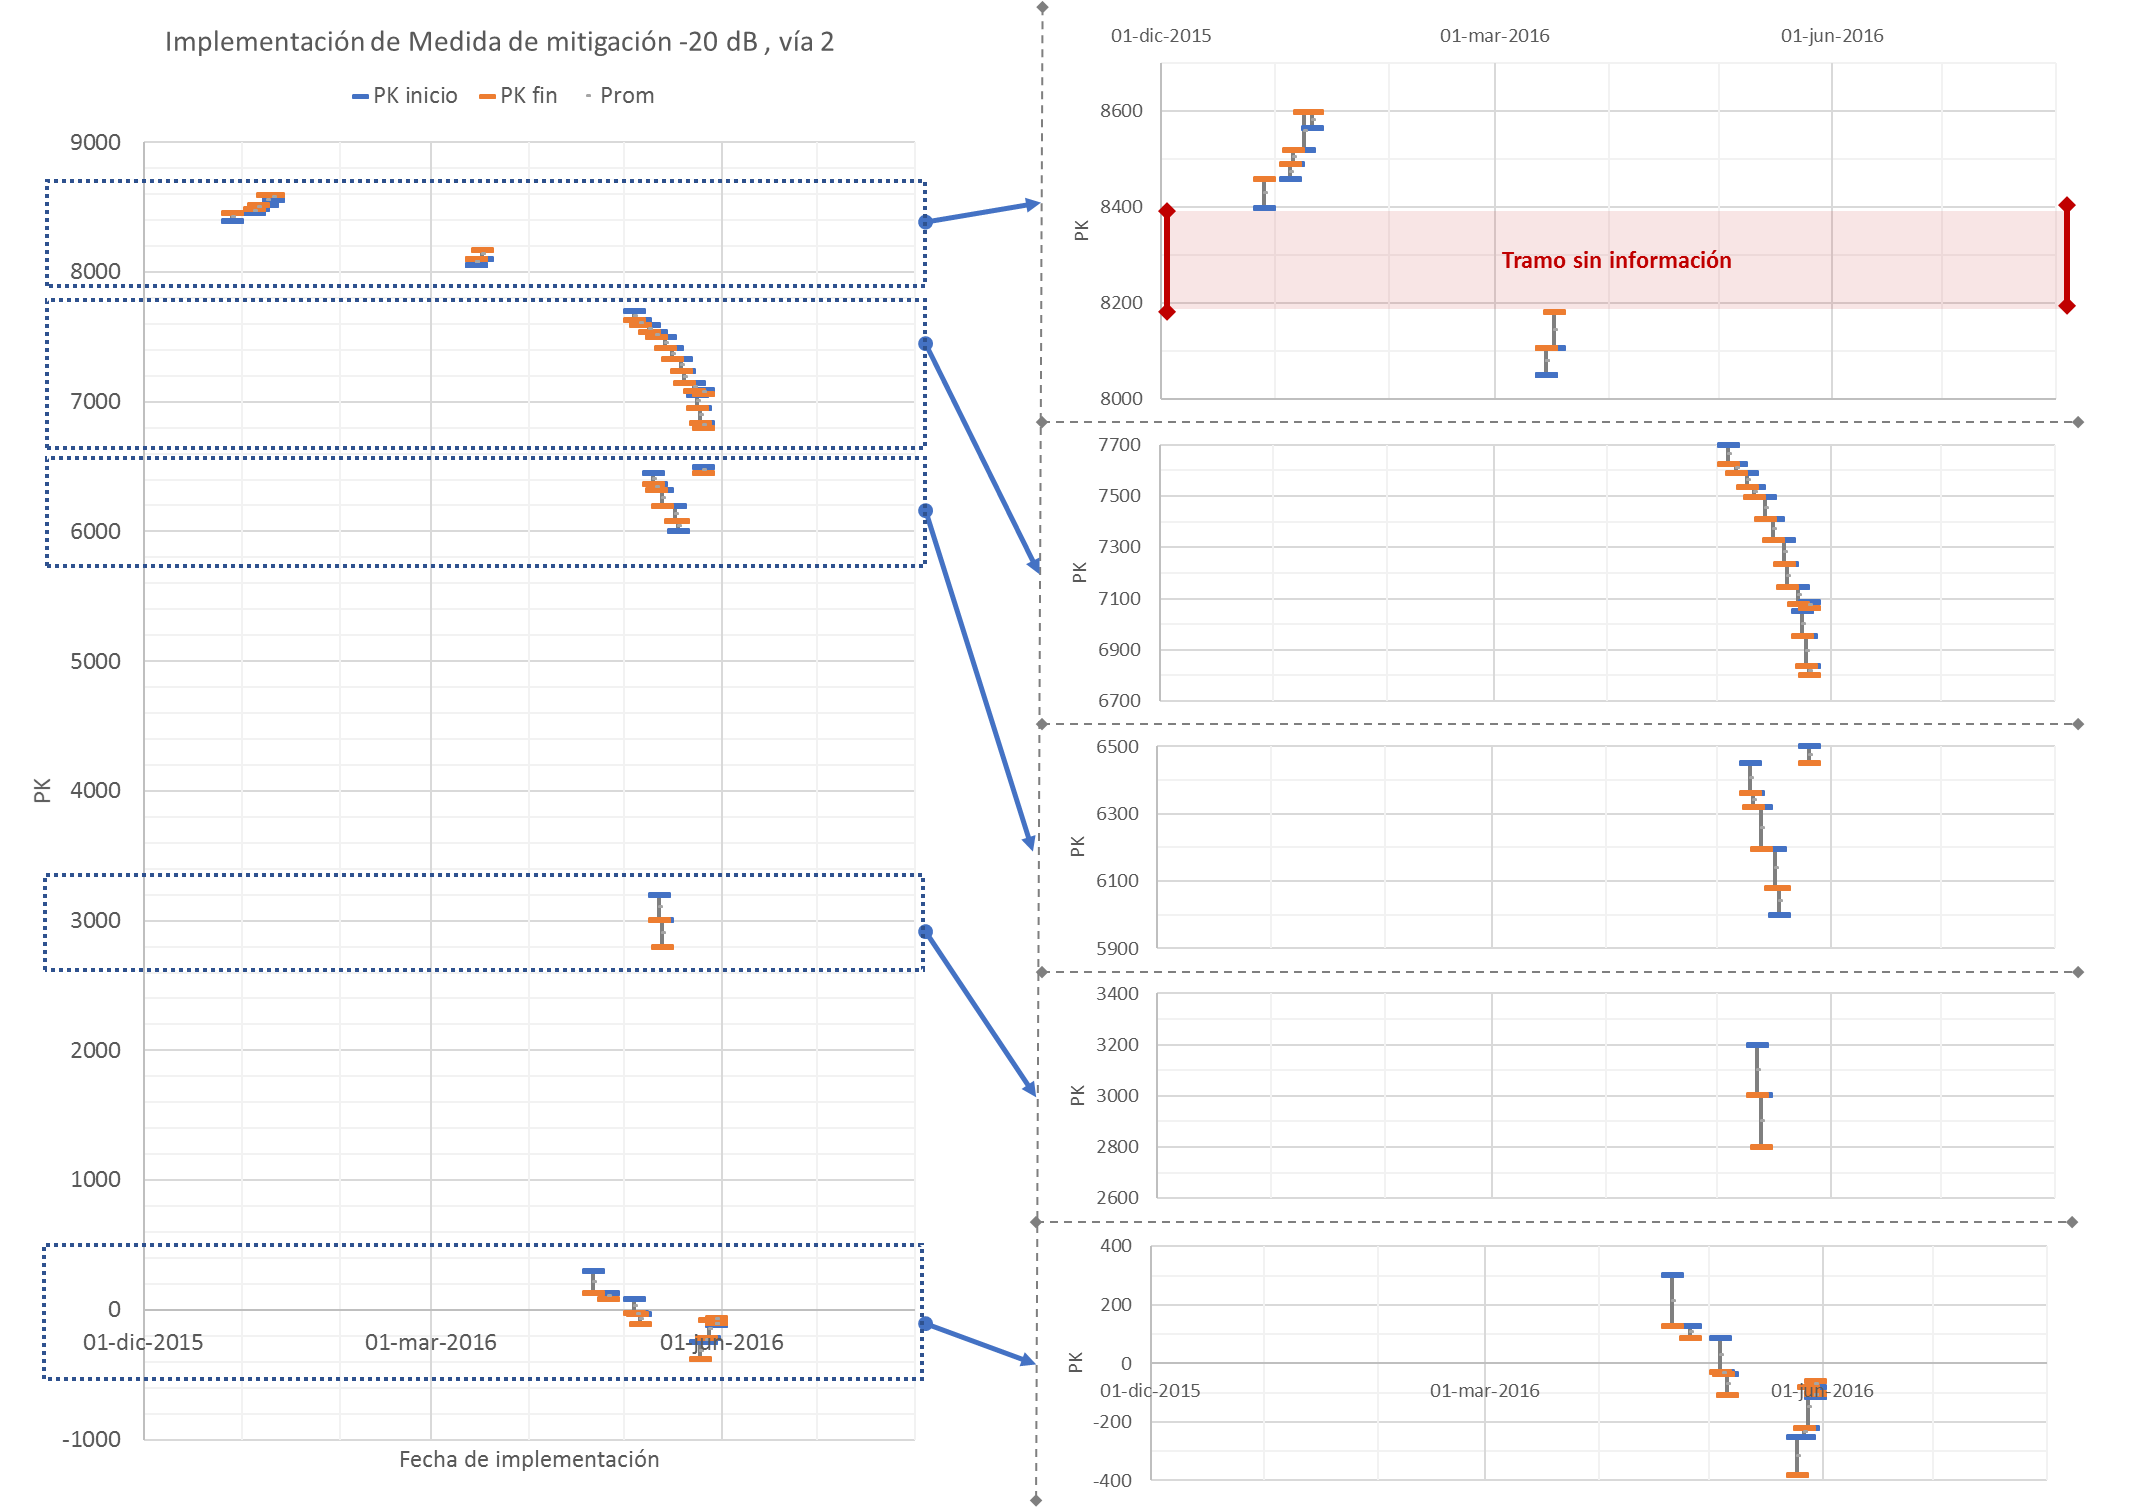 Implementación de Medida de mitigación -20 dB , vía 2
PK inicio PK fin Prom
9000
8000
7000
6000
5000
4000
3000
2000
1000
0
-1000
PK
01-dic-2015 01-mar-2016 01-jun-2016
Fecha de implementación
01-dic-2015 01-mar-2016 01-jun-2016
8600
8400
8200
8000
PK
Tramo sin información
7700
7500
7300
7100
6900
6700
PK
6500
6300
6100
5900
PK
3400
3200
3000
2800
2600
PK
400
200
0
-200
-400
PK
01-dic-2015 01-mar-2016 01-jun-2016